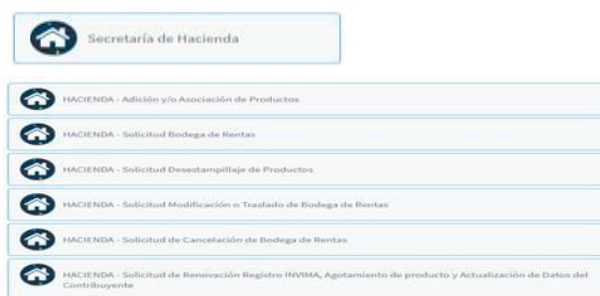 Secretaría de Hacienda
HACIENDA - Adición y/o Asociación de Productos
HACIENDA - Solicitud Bodega de Rentas
HACIENDA - Solicitud Desestampillaje de Productos
HACIENDA - Solicitud Modificación o Traslado de Bodega de Rentas
HACIENDA - Solicitud de Cancelación de Bodega de Rentas
HACIENDA - Solicitud de Renovación Registro INVIMA, Agotamiento de producto y Actualización de Datos del
Contribuyente